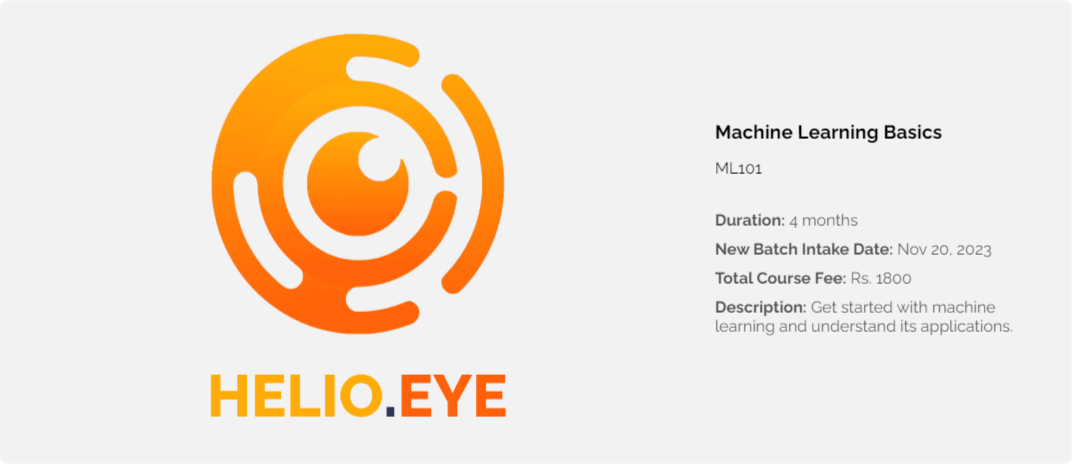 HELIO.EYE
Machine Learning Basics
ML101
Duration: 4 months
New Batch Intake Date: Nov 20, 2023
Total Course Fee: Rs. 1800
Description: Get started with machine
learning and understand its applications.